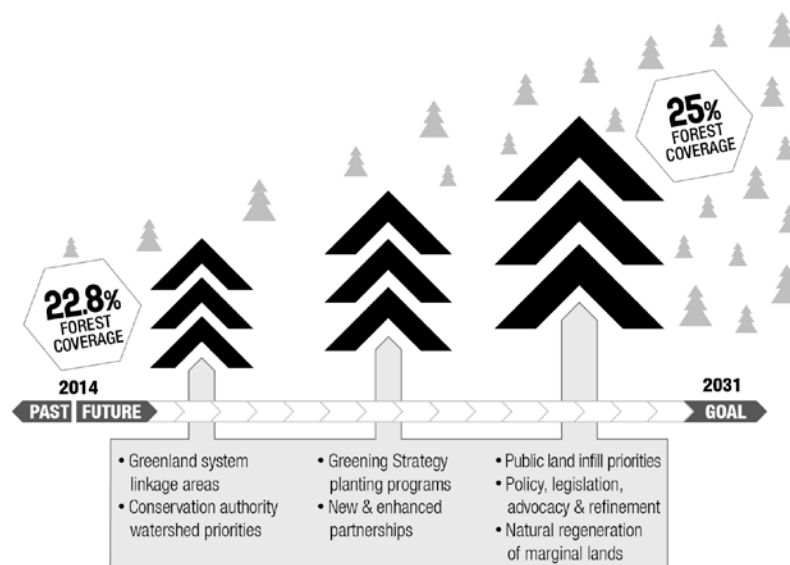 25%
FOREST
COVERAGE
22.8%
FOREST
COVERAGE
2014
2031
PAST
FUTURE
GOAL
• Greenland system
linkage areas
• Conservation authority
watershed priorities
• Greening Strategy
planting programs
• New & enhanced
partnerships
• Public land infill priorities
• Policy, legislation,
advocacy & refinement
• Natural regeneration
of marginal lands